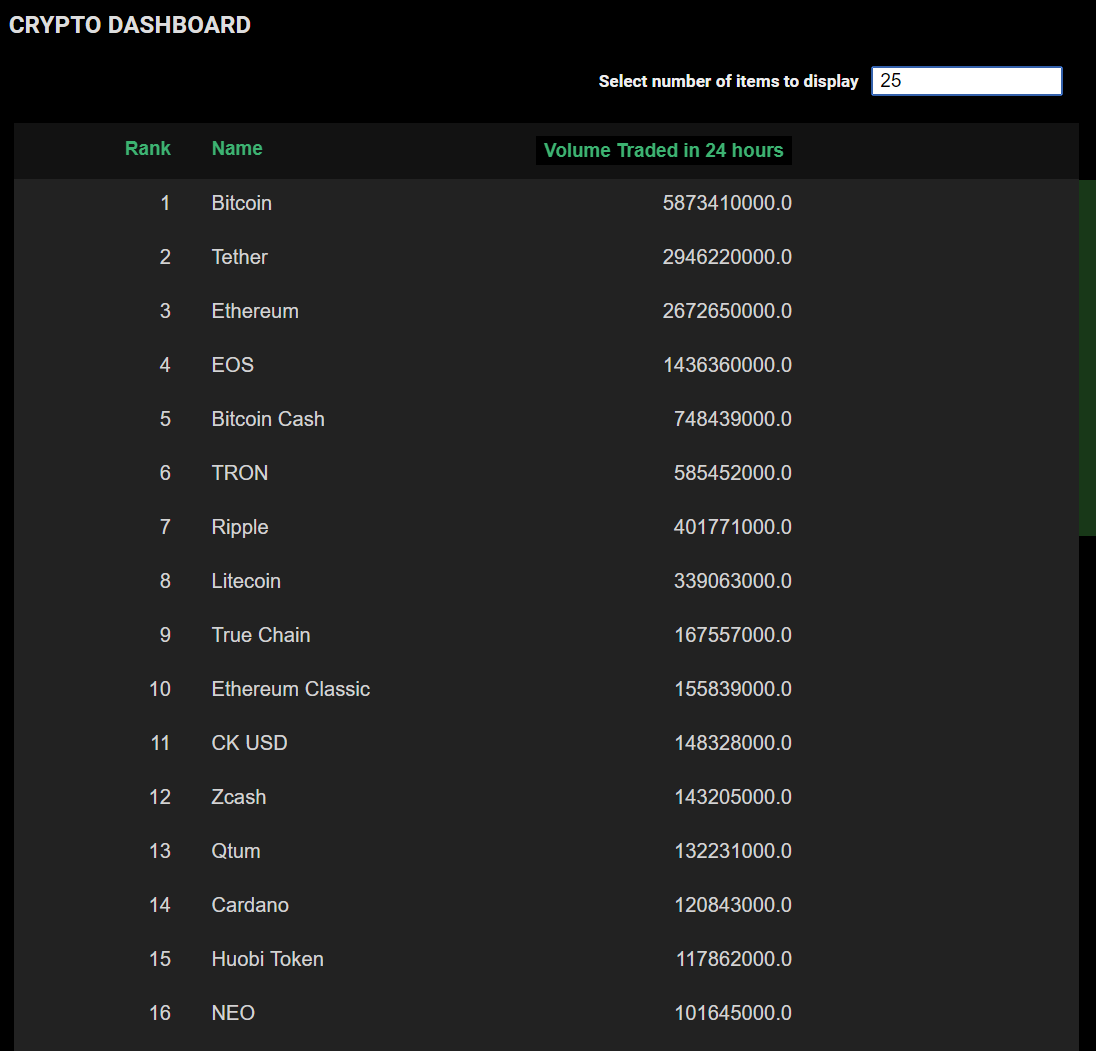 CRYPTO DASHBOARD
Select number of items to display 25
Rank Name Volume Traded in 24 hours
1 Bitcoin 5873410000.0
2 Tether 2946220000.0
3 Ethereum 2672650000.0
4 EOS 1436360000.0
5 Bitcoin Cash 748439000.0
6 TRON 585452000.0
7 Ripple 401771000.0
8 Litecoin 339063000.0
9 True Chain 167557000.0
10 Ethereum Classic 155839000.0
11 CK USD 148328000.0
12 Zcash 143205000.0
13 Qtum 132231000.0
14 Cardano 120843000.0
15 Huobi Token 117862000.0
16 NEO 101645000.0